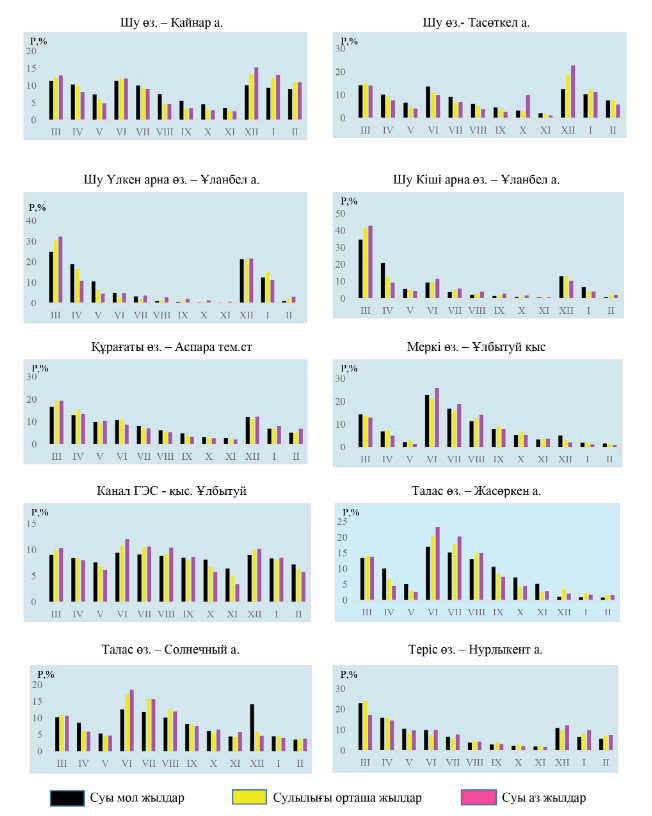 Шу өз. – Қайнар а.
Р,%
20
15
10
5
0
III IV V VI VII VIII IX X XI XII I II
Шу өз.- Тасөткел а.
Р,%
30
20
10
0
III IV V VI VII VIII IX X XI XII I II
Шу Үлкен арна өз. – Ұланбел а.
Р,%
40
30
20
10
0
III IV V VI VII VIII IX X XI XII I II
Шу Кіші арна өз. – Ұланбел а.
Р,%
50
40
30
20
10
0
III IV V VI VII VIII IX X XI XII I II
Құрағаты өз. – Аспара тем.ст
Р,%
30
20
10
0
III IV V VI VII VIII IX X XI XII I II
Меркі өз. – Ұлбытуй қыс
Р,%
30
20
10
0
III IV V VI VII VIII IX X XI XII I II
Канал ГЭС - қыс. Ұлбытуй
Р,%
15
10
5
0
III IV V VI VII VIII IX X XI XII I II
Талас өз. – Жасөркен а.
Р,%
25
20
15
10
5
0
III IV V VI VII VIII IX X XI XII I II
Талас өз. – Солнечный а.
Р,%
20
15
10
5
0
III IV V VI VII VIII IX X XI XII I II
Теріс өз. – Нурлыкент а.
Р,%
30
20
10
0
III IV V VI VII VIII IX X XI XII I II
Суы мол жылдар Сулылығы орташа жылдар Суы аз жылдар